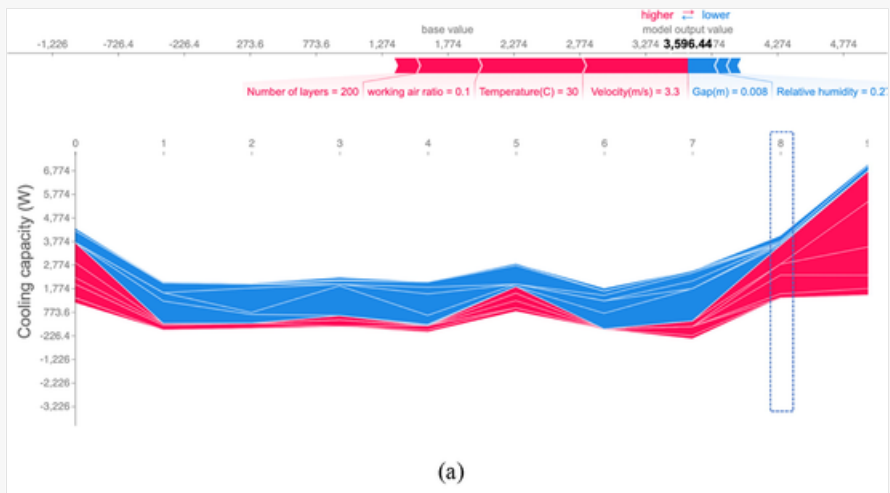 higher ⇄ lower
base value model output value
-1,226 -726.4 -226.4 273.6 773.6 1,274 1,774 2,274 2,774 3,274 3,596.44 74 4,274 4,774
Number of layers = 200 working air ratio = 0.1 Temperature(C) = 30 Velocity(m/s) = 3.3 Gap(m) = 0.008 Relative humidity = 0.2
0 1 2 3 4 5 6 7 8
Cooling capacity (W)
6,774
5,774
4,774
3,774
2,774
1,774
773.6
-226.4
-1,226
-2,226
-3,226
(a)